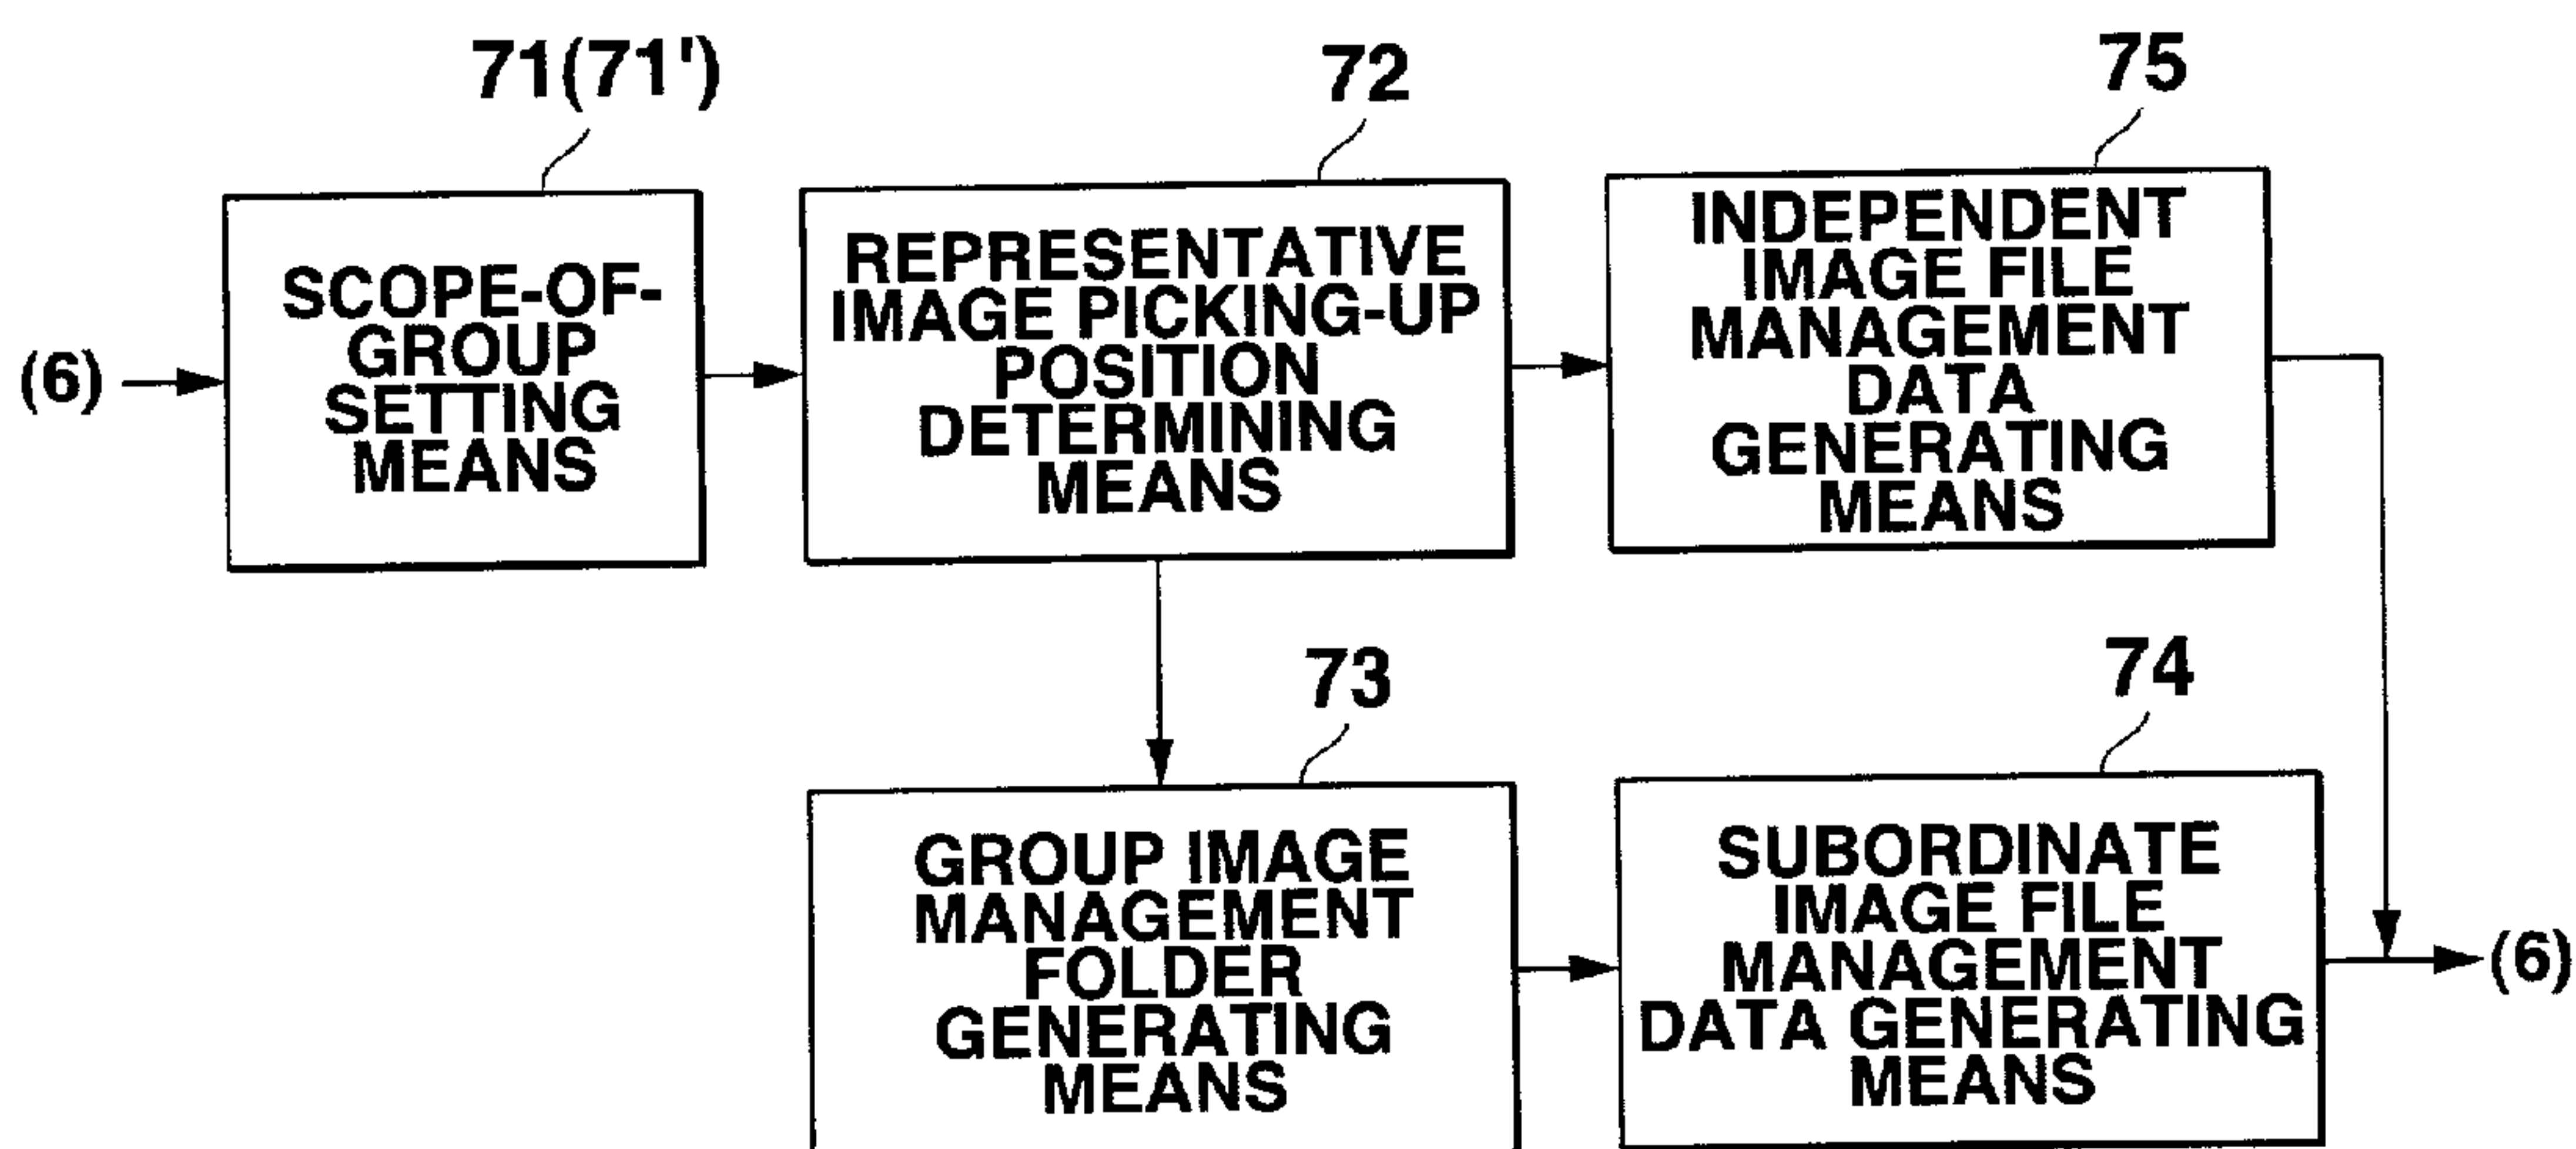 71(71')
72
75
(6)
SCOPE-OF-
GROUP
SETTING
MEANS
REPRESENTATIVE
IMAGE PICKING-UP
POSITION
DETERMINING
MEANS
INDEPENDENT
IMAGE FILE
MANAGEMENT
DATA
GENERATING
MEANS
73
74
GROUP IMAGE
MANAGEMENT
FOLDER
GENERATING
MEANS
SUBORDINATE
IMAGE FILE
MANAGEMENT
DATA GENERATING
MEANS
(6)